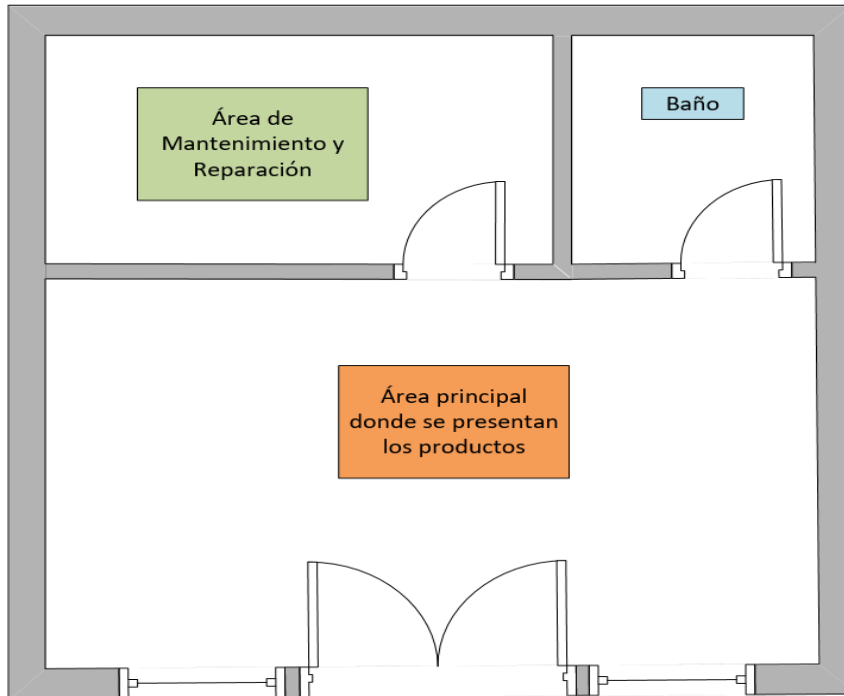 Área de
Mantenimiento y
Reparación
Baño
Área principal
donde se presentan
los productos